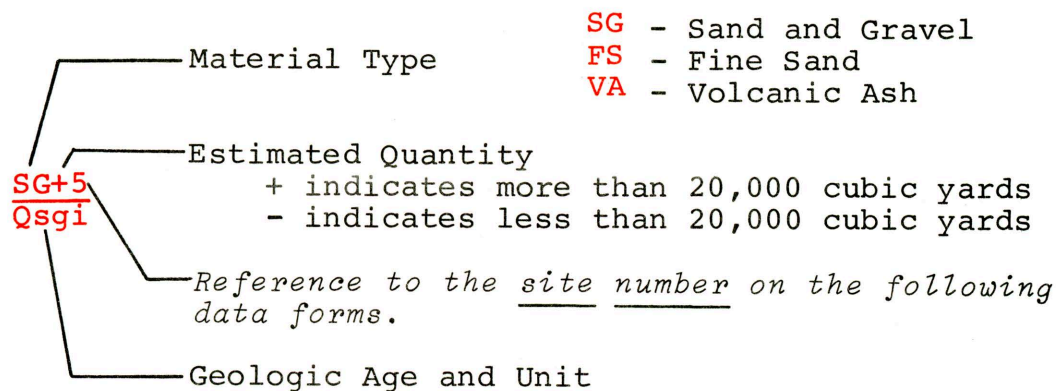 SG - Sand and Gravel
Material Type
FS - Fine Sand
VA - Volcanic Ash
Estimated Quantity
SG+5
+ indicates more than 20,000 cubic yards
Qsgi
- indicates less than 20,000 cubic yards
Reference to the site number on the following
data forms.
Geologic Age and Unit